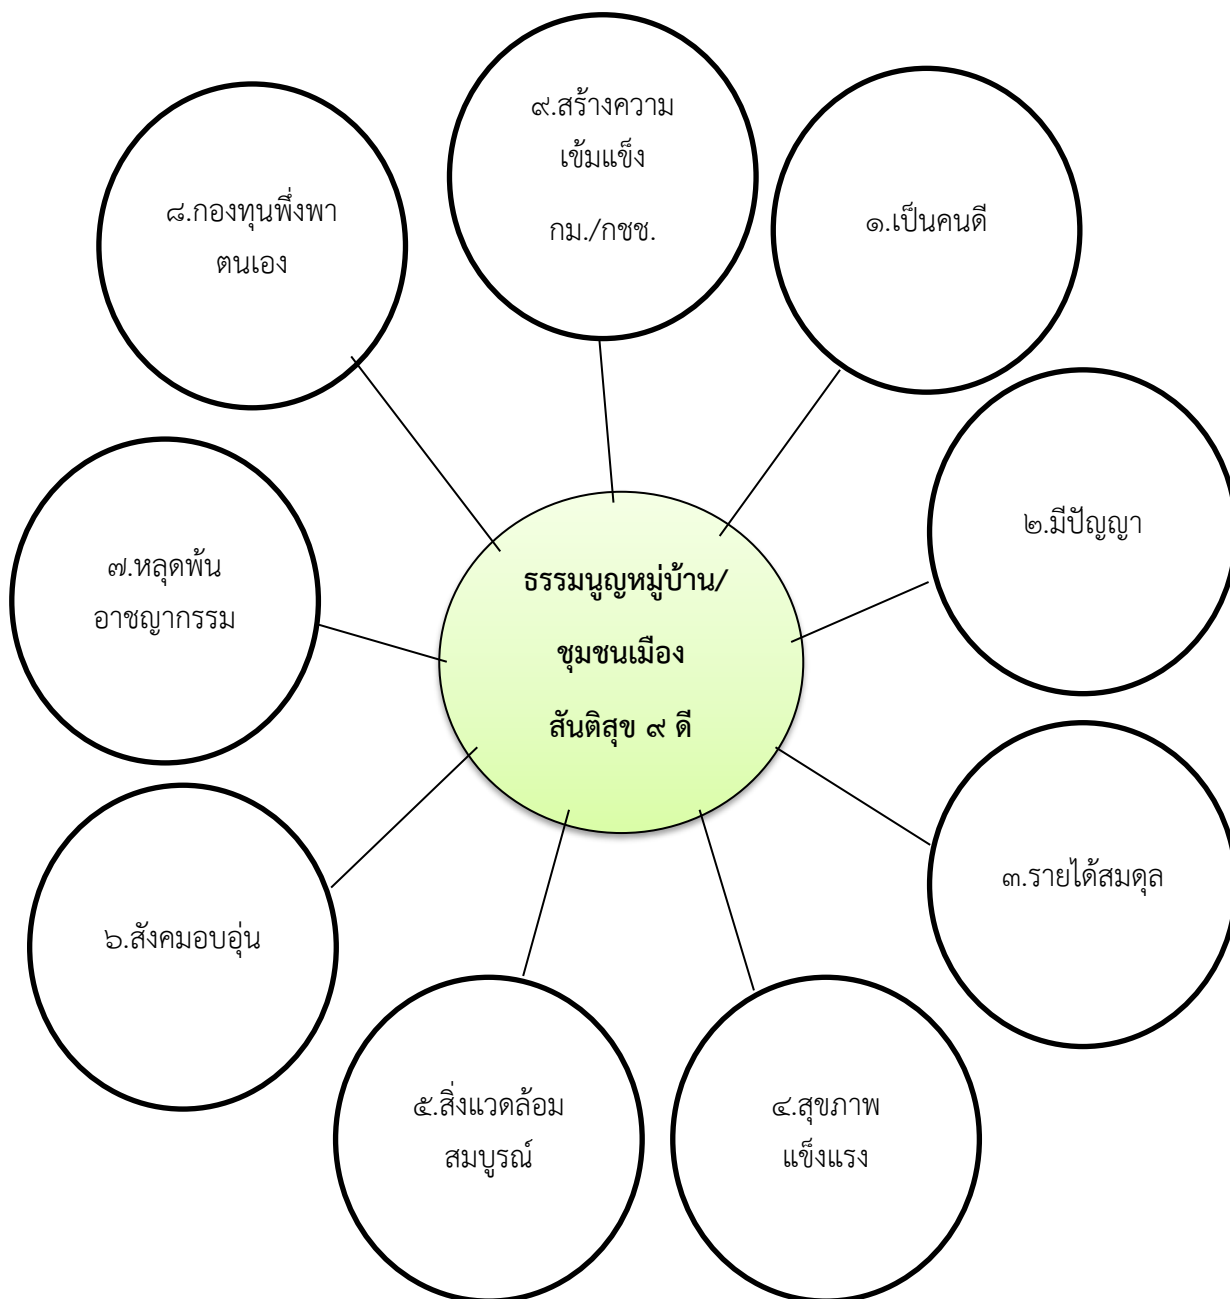 ๙.สร้างความ
เข้มแข็ง
กม./กชช.
๑.เป็นคนดี
๒.มีปัญญา
๓.รายได้สมดุล
๔.สุขภาพ
แข็งแรง
๕.สิ่งแวดล้อม
สมบูรณ์
๖.สังคมอบอุ่น
๗.หลุดพ้น
อาชญากรรม
๘.กองทุนพึ่งพา
ตนเอง
ธรรมนูญหมู่บ้าน/
ชุมชนเมือง
สันติสุข ๙ ดี